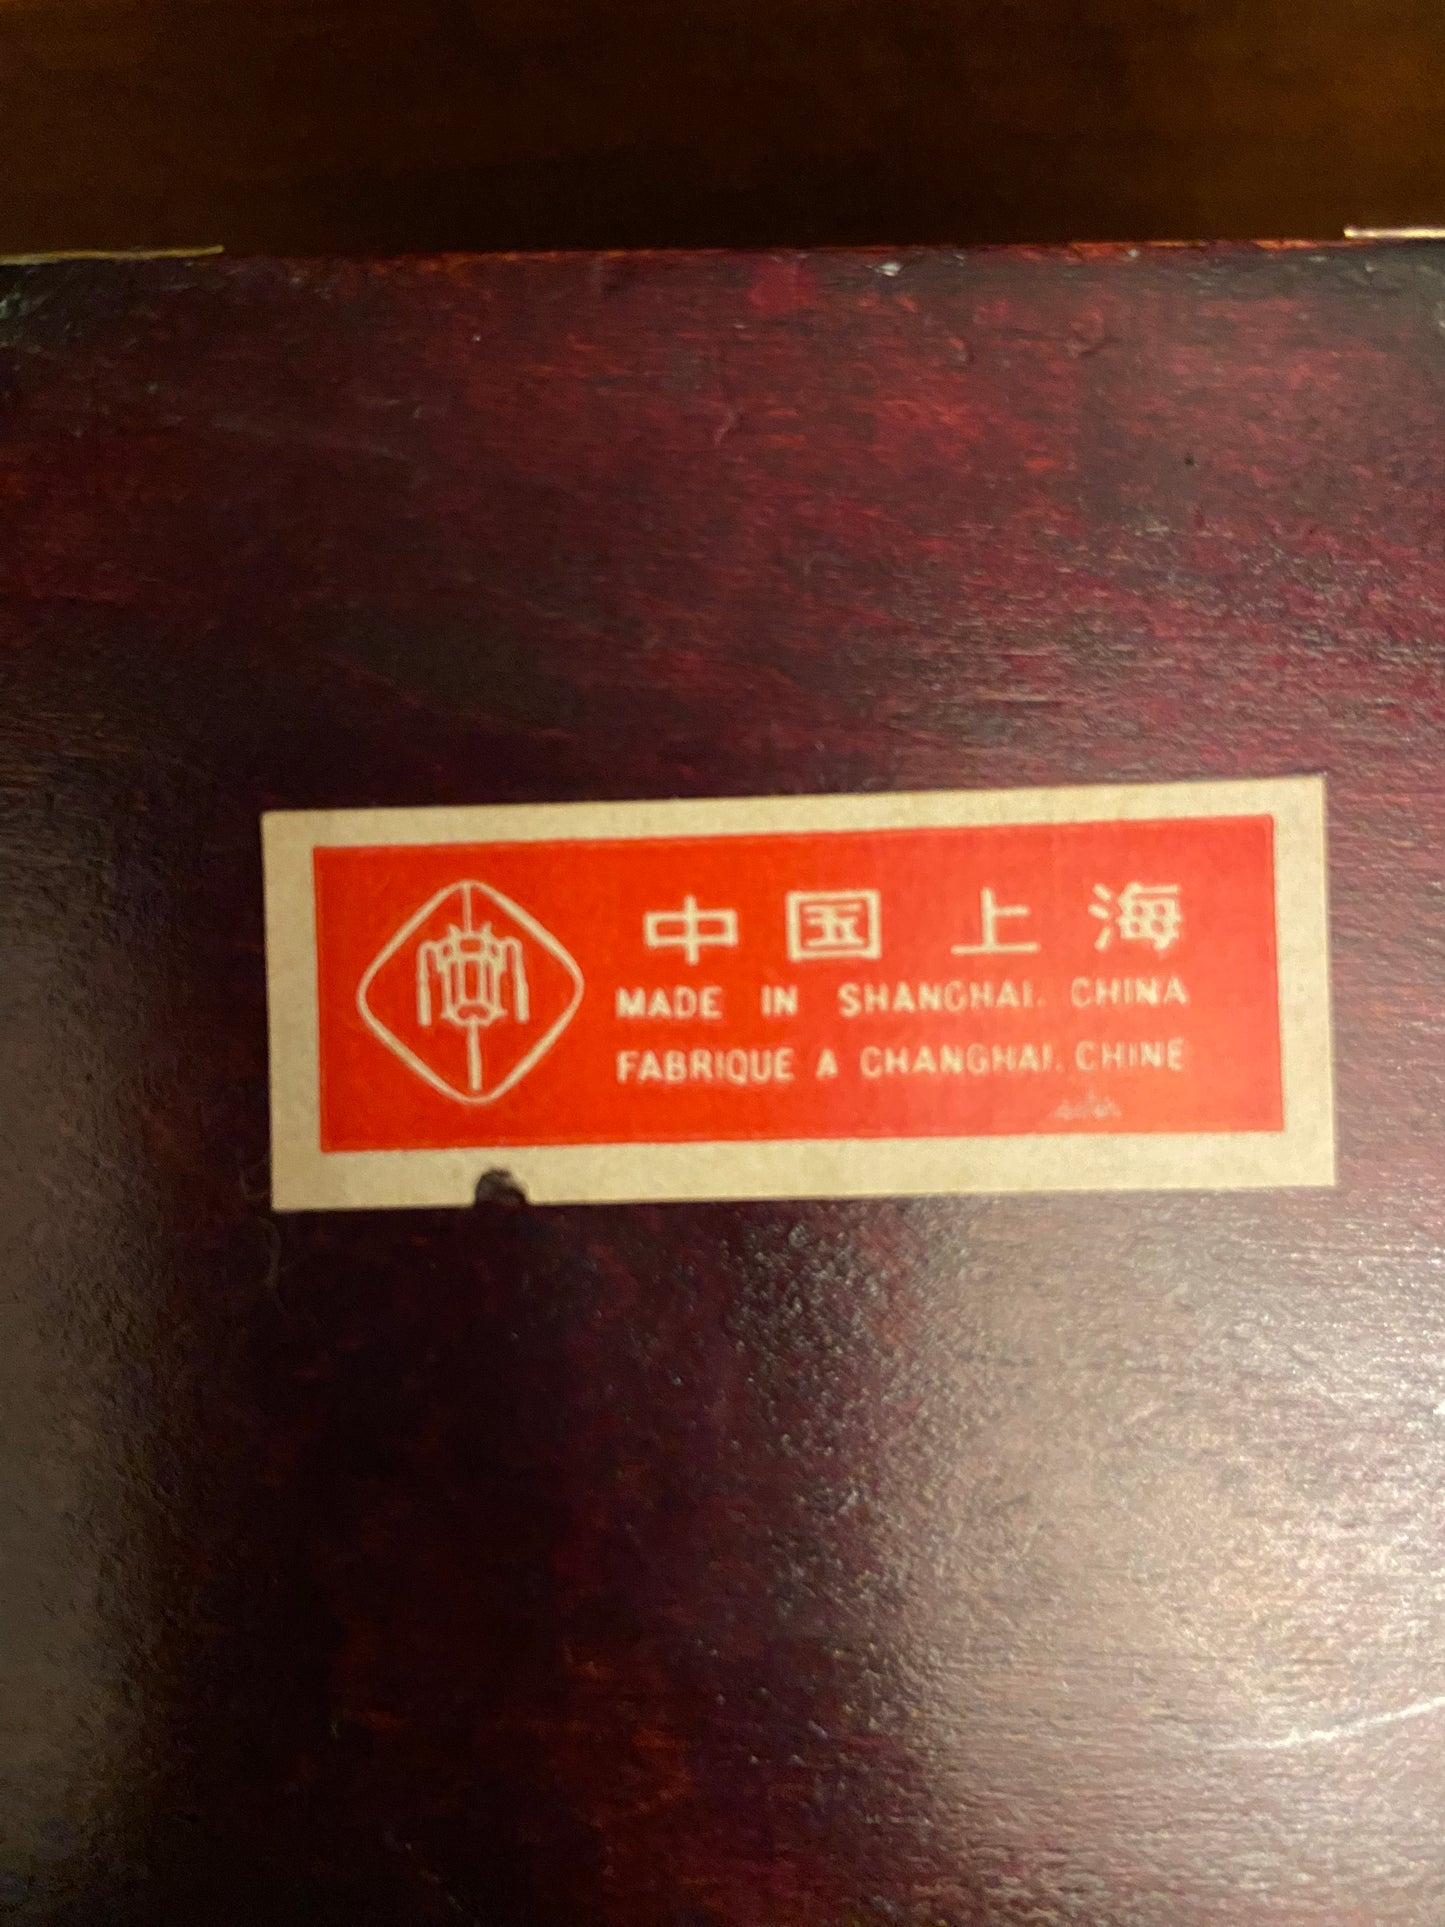 中国上海
MADE IN SHANGHAI. CHINA
FABRIQUE A CHANGHAI. CHINE